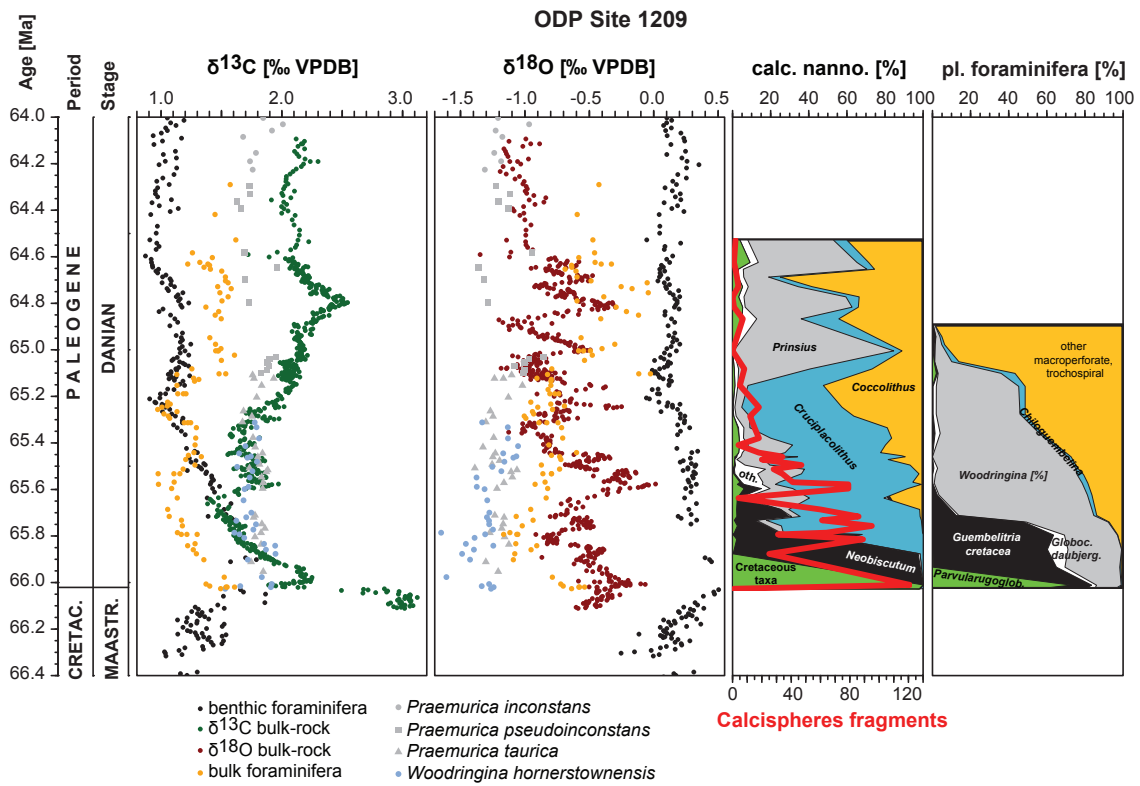 ODP Site 1209
Age [Ma]
Period
Stage
δ13C [‰ VPDB]
δ18O [‰ VPDB]
calc. nanno. [%]
pl. foraminifera [%]
1.0 2.0 3.0
-1.5 -1.0 -0.5 0.0 0.5
20 40 60 80 100
20 40 60 80 100
64.0
64.2
64.4
64.6
64.8
65.0
65.2
65.4
65.6
65.8
66.0
66.2
66.4
PALEOGENE
CRETAC.
DANIAN
MAASTR.
Prinsius
Coccolithus
Cruciplacolithus
oth.
Neobiscutum
Cretaceous
taxa
other
macroperforate,
trochospiral
Chiloguembelina
Woodringina [%]
Guembelitria
cretacea
Globoc.
daubjerg.
Parvularugoglob.
0 40 60 80 100 120
Calcispheres fragments
benthic foraminifera
δ13C bulk-rock
δ18O bulk-rock
bulk foraminifera
Praemurica inconstans
Praemurica pseudoinconstans
Praemurica taurica
Woodringina hornerstownensis